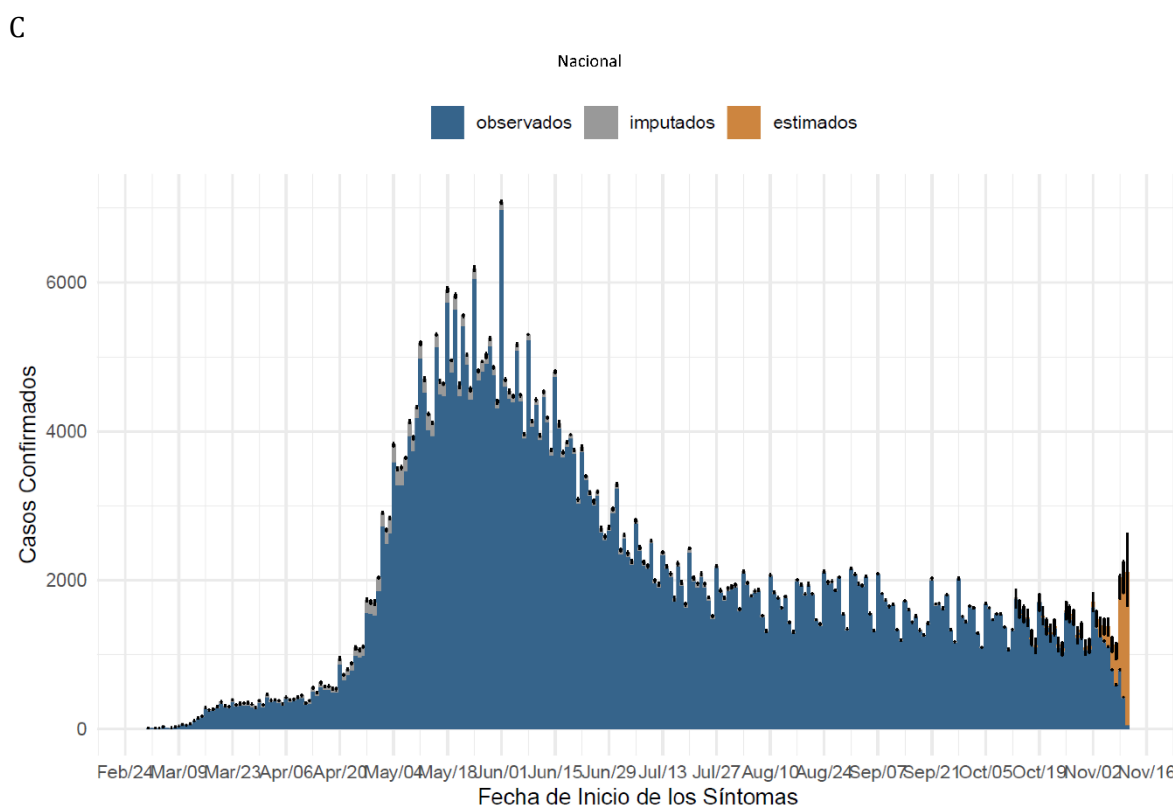 C
Nacional
observados imputados estimados
6000
4000
2000
0
Casos Confirmados
Feb/24 Mar/09 Mar/23 Apr/06 Apr/20 May/04 May/18 Jun/01 Jun/15 Jun/29 Jul/13 Jul/27 Aug/10 Aug/24 Sep/07 Sep/21 Oct/05 Oct/19 Nov/02 Nov/16
Fecha de Inicio de los Síntomas